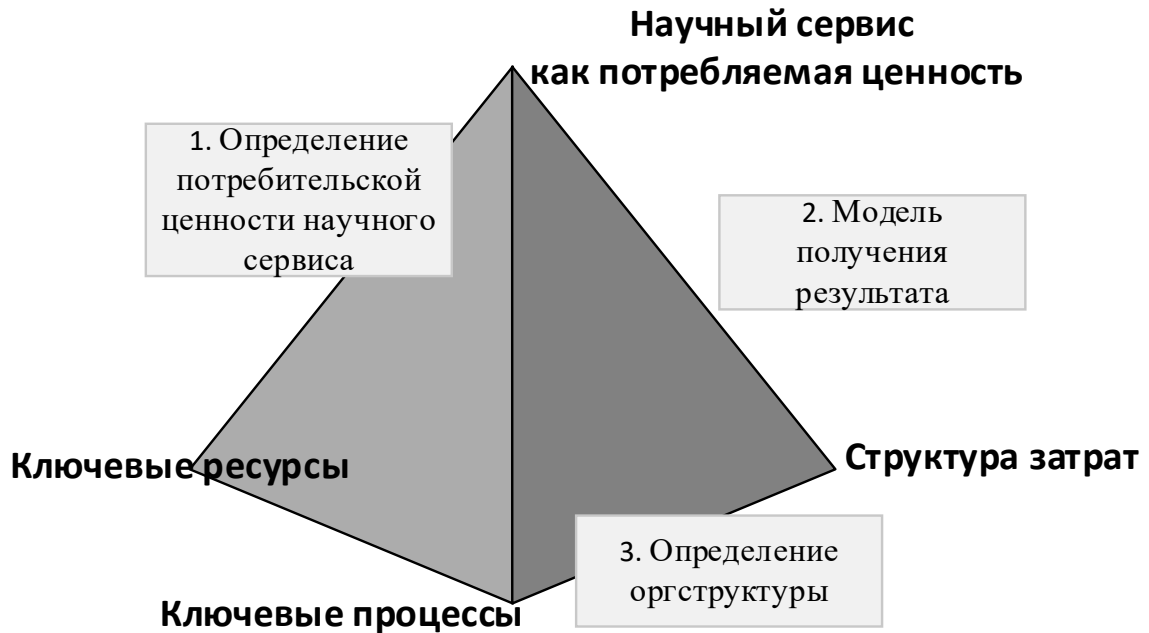 Научный сервис
как потребляемая ценность
1. Определение
потребительской
ценности научного
сервиса
2. Модель
получения
результата
Ключевые ресурсы
Структура затрат
3. Определение
оргструктуры
Ключевые процессы